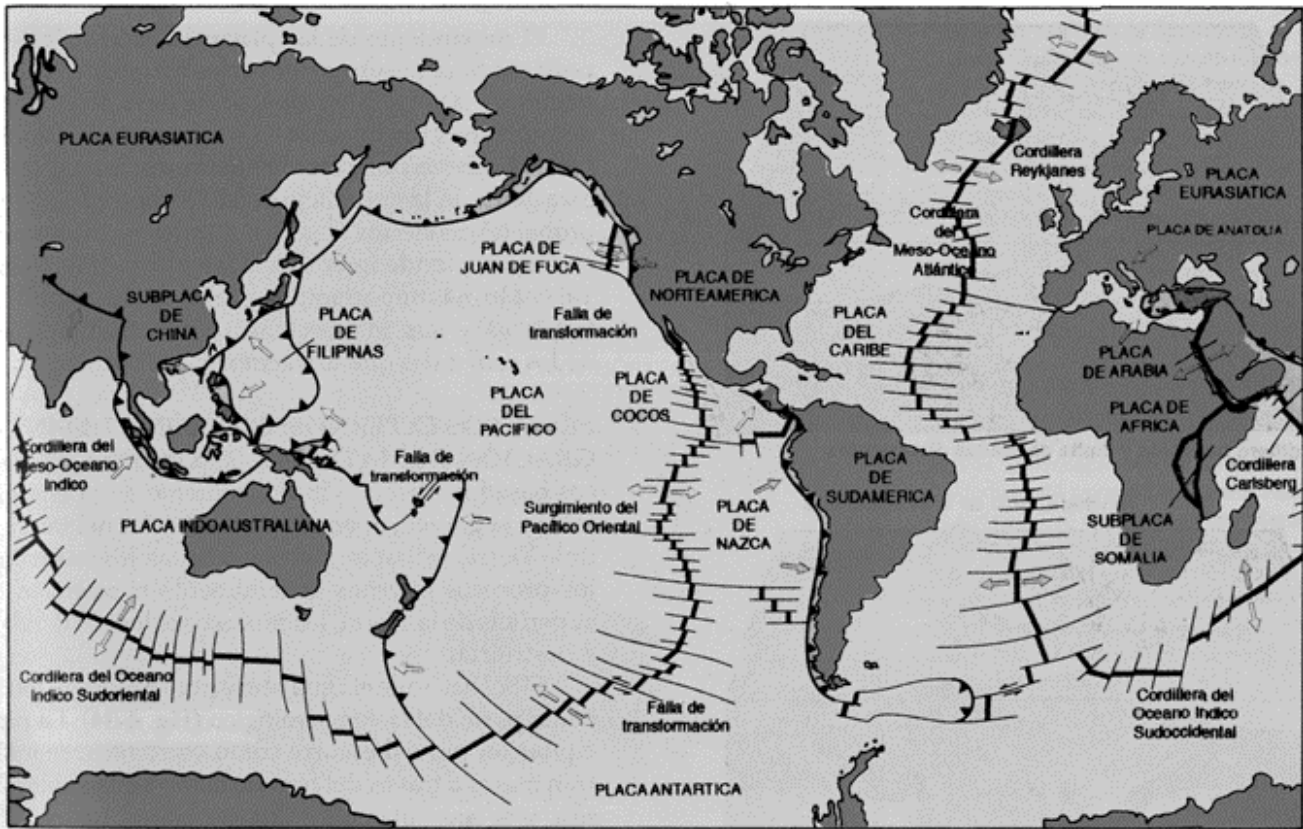 PLACA EURASIATICA
SUBPLACA
DE
CHINA
PLACA
DE
FILIPINAS
PLACA DE
JUAN DE FUCA
Falla de
transformación
PLACA DE
NORTEAMERICA
PLACA
DEL
PACIFICO
PLACA
DE
COCOS
PLACA
DEL
CARIBE
Cordillera
Reykjanes
Cordillera
del
Meso-Oceano
Atlántico
PLACA
EURASIATICA
PLACA DE ANATOLIA
PLACA
DE ARABIA
PLACA DE
AFRICA
Cordillera
Carlsberg
SUBPLACA
DE
SOMALIA
Cordillera del
Meso-Oceano
Indico
PLACA INDOAUSTRALIANA
Falla de
transformación
Surgimiento del
Pacífico Oriental
PLACA
DE
NAZCA
PLACA
DE
SUDAMERICA
Cordillera del Oceano
Indico Sudoriental
Falla de
transformación
Cordillera del
Oceano Indico
Sudoccidental
PLACA ANTARTICA